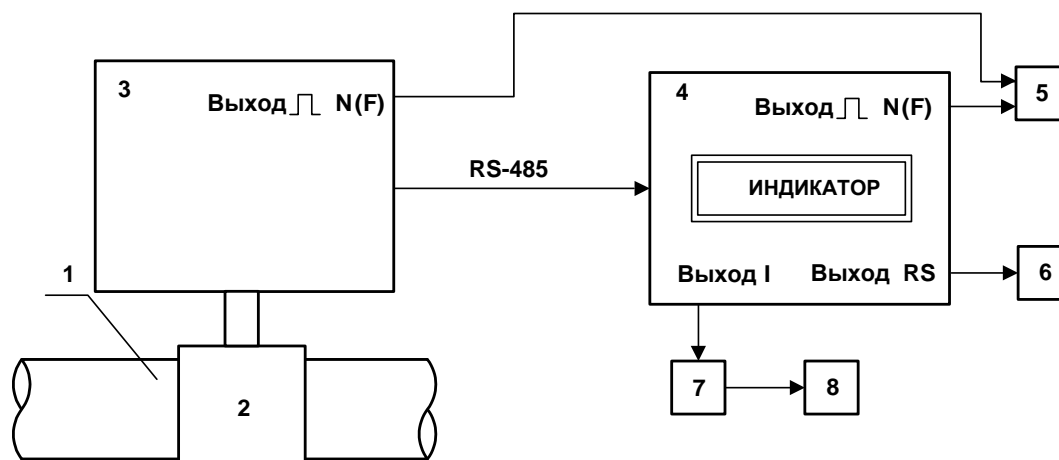 3
Выход N(F)
4
Выход N(F)
5
RS-485
ИНДИКАТОР
1
Выход I
Выход RS
6
2
7
8